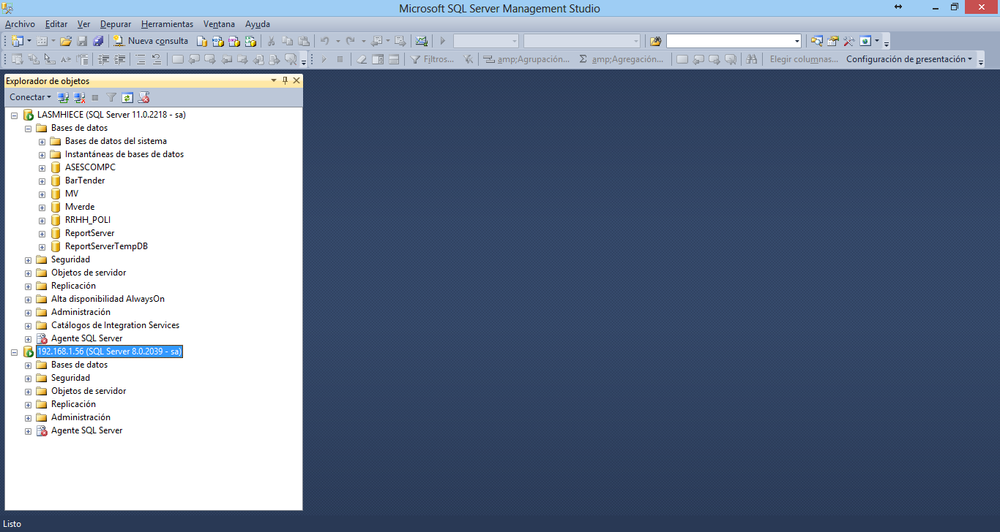 Microsoft SQL Server Management Studio
Archivo Editar Ver Depurar Herramientas Ventana Ayuda
Nueva consulta
Filtros... amp;Agrupación... Σ amp;Agregación... Elegir columnas... Configuración de presentación
Explorador de objetos
Conectar
LASMHIECE (SQL Server 11.0.2218 - sa)
Bases de datos
Bases de datos del sistema
Instantáneas de bases de datos
ASESCOMPC
BarTender
MV
Mverde
RRHH_POLI
ReportServer
ReportServerTempDB
Seguridad
Objetos de servidor
Replicación
Alta disponibilidad AlwaysOn
Administración
Catálogos de Integration Services
Agente SQL Server
192.168.1.56 (SQL Server 8.0.2039 - sa)
Bases de datos
Seguridad
Objetos de servidor
Replicación
Administración
Agente SQL Server
Listo